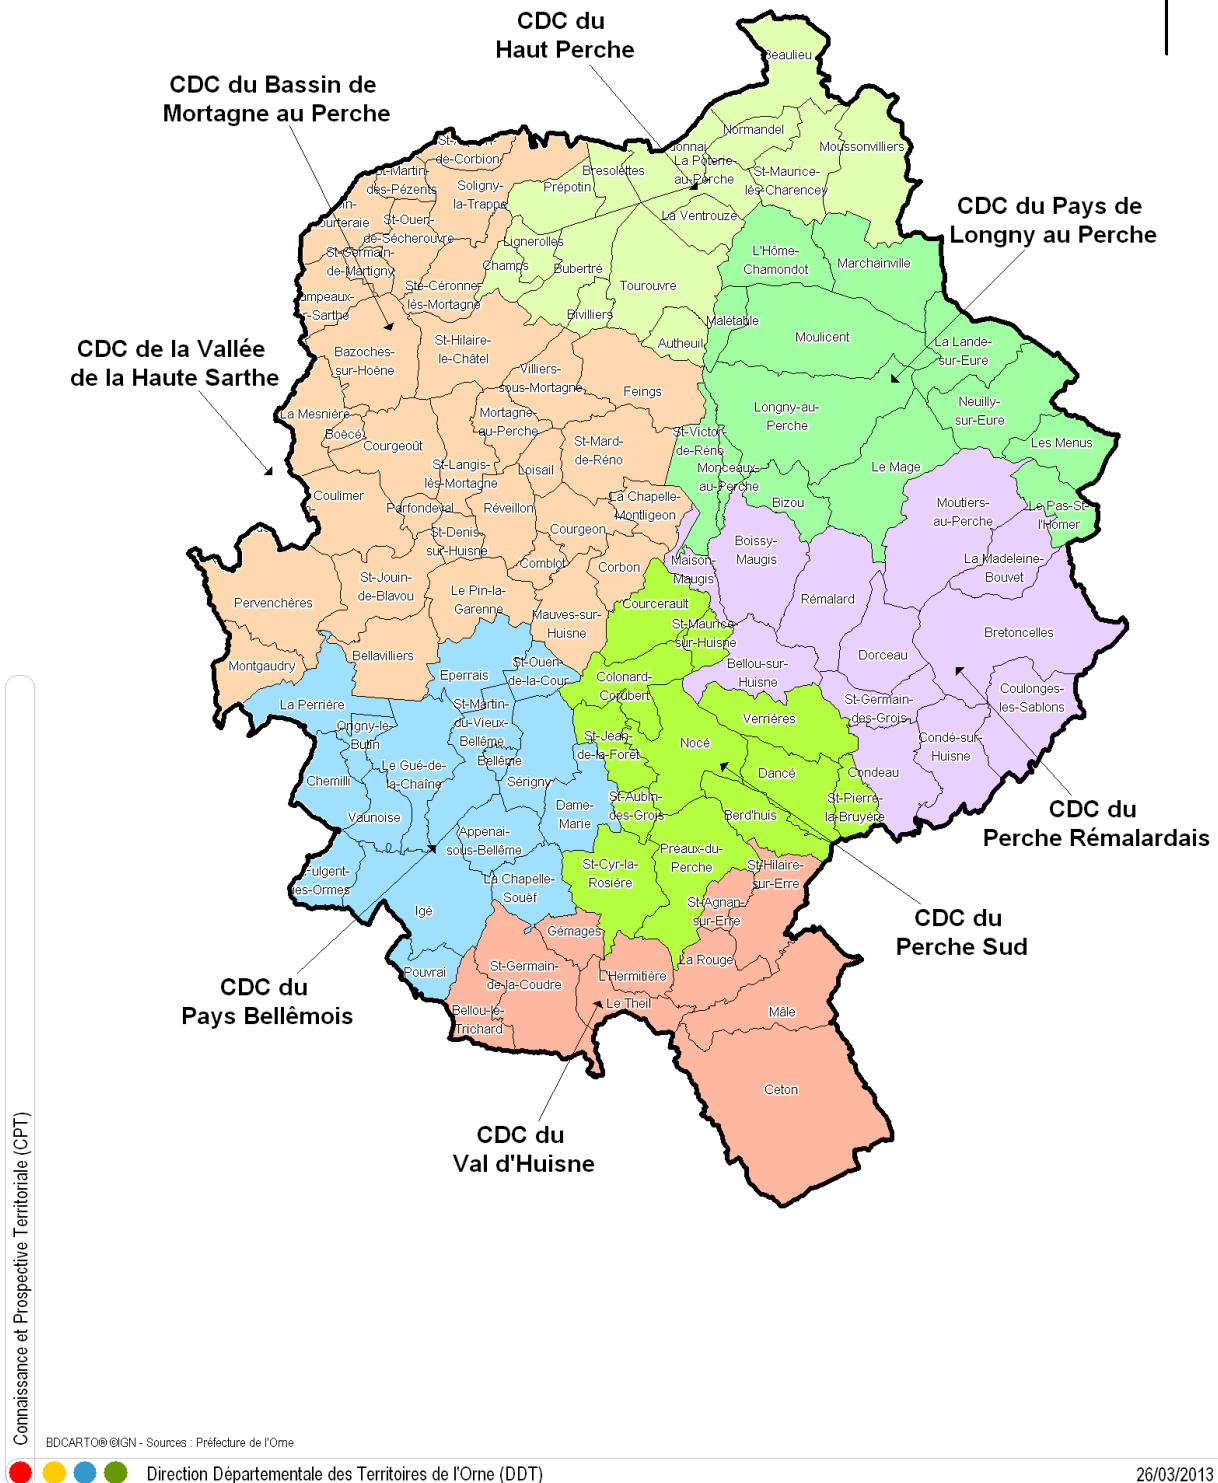 CDC du
Haut Perche
CDC du Bassin de
Mortagne au Perche
CDC du Pays de
Longny au Perche
CDC de la Vallée
de la Haute Sarthe
Beaulieu
Normandel
Moussonvilliers
La Poterie-
au-Perche
St-Maurice-
lès-Charencey
Bresolettes
Prépotin
La Ventrouze
Lignerolles
Champs
Bubertré
Tourouvre
Bivilliers
Autheuil
de-Corbion
St-Martin-
des-Pézerits
Soligny-
la-Trappe
St-Ouen-
de-Sécherouvre
St-Germain-
de-Martigny
Ste-Céronne-
lès-Mortagne
Bazoches-
sur-Hoëne
St-Hilaire-
le-Châtel
Villiers-
sous-Mortagne
Feings
La Mesnière
Boëcé
Courgeoût
Mortagne-
au-Perche
St-Mard-
de-Réno
St-Langis-
lès-Mortagne
Loisail
Coulimer
Parfondeval
Réveillon
La Chapelle-
Montligeon
Courgeon
St-Denis-
sur-Huisne
Comblot
Corbon
Pervenchères
St-Jouin-
de-Blavou
Le Pin-la-
Garenne
Mauves-sur-
Huisne
Montgaudry
Bellavilliers
L'Hôme-
Chamondot
Marchainville
Malétable
Moulicent
La Lande-
sur-Eure
Longny-au-
Perche
Neuilly-
sur-Eure
Les Menus
St-Victor-
de-Réno
Monceaux-
au-Perche
Le Mage
Bizou
Le Pas-St-
l'Homer
Moutiers-
au-Perche
Boissy-
Maugis
La Madeleine-
Bouvet
Maison-
Maugis
Rémalard
Bretoncelles
Dorceau
Bellou-sur-
Huisne
Coulonges-
les-Sablons
St-Germain-
des-Grois
Condé-sur-
Huisne
Condeau
Courcerault
St-Maurice-
sur-Huisne
Colonard-
Corubert
Verrières
St-Jean-
de-la-Forêt
Nocé
Dancé
St-Aubin-
des-Grois
Berd'huis
St-Pierre-
la-Bruyère
Préaux-du-
Perche
St-Cyr-la-
Rosière
Eperrais
St-Ouen-
de-la-Cour
La Perrière
Origny-le-
Butin
St-Martin-
du-Vieux-
Bellême
Bellême
Chemilli
Le Gué-de-
la-Chaîne
Sérigny
Vaunoise
Dame-
Marie
Appenai-
sous-Bellême
La Chapelle-
Souëf
Igé
Pouvrai
St-Hilaire-
sur-Erre
St-Agnan-
sur-Erre
Gémages
St-Germain-
de-la-Coudre
L'Hermitière
La Rouge
Bellou-le-
Trichard
Le Theil
Mâle
Ceton
CDC du
Perche Rémalardais
CDC du
Perche Sud
CDC du
Pays Bellêmois
CDC du
Val d'Huisne
Connaissance et Prospective Territoriale (CPT)
BDCARTO® ©IGN - Sources : Préfecture de l'Orne
Direction Départementale des Territoires de l'Orne (DDT)
26/03/2013